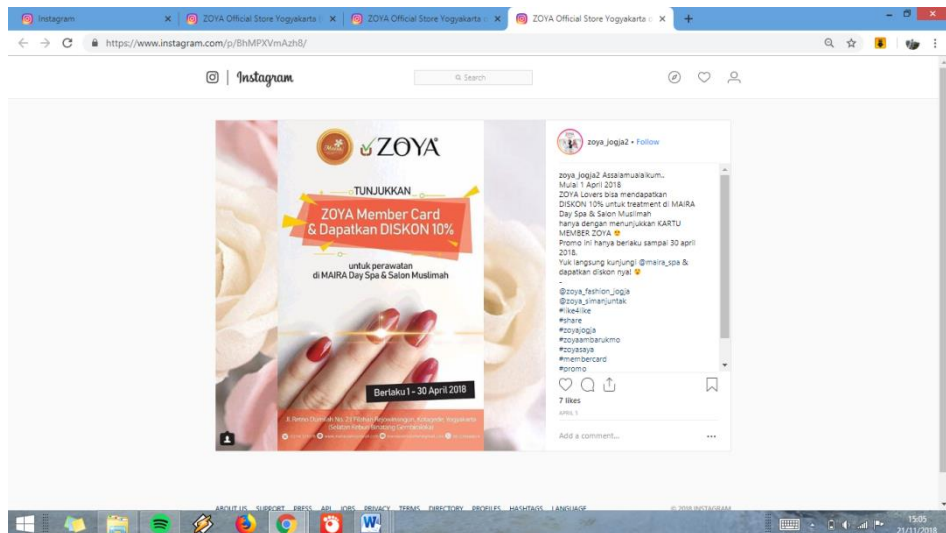 Instagram
ZOYA Official Store Yogyakarta
ZOYA Official Store Yogyakarta
ZOYA Official Store Yogyakarta
https://www.instagram.com/p/BhMPXVmAzh8/
Instagram
Search
ZOYA
TUNJUKKAN
ZOYA Member Card
& Dapatkan DISKON 10%
untuk perawatan
di MAIRA Day Spa & Salon Muslimah
Berlaku 1 - 30 April 2018
zoya_jogja2 • Follow
zoya_jogja2 Assalamualaikum..
Mulai 1 April 2018
ZOYA Lovers bisa mendapatkan
DISKON 10% untuk treatment di MAIRA
Day Spa & Salon Muslimah
hanya dengan menunjukkan KARTU
MEMBER ZOYA
Promo ini hanya berlaku sampai 30 april
2018.
Yuk langsung kunjungi @maira_spa &
dapatkan diskon nya!
-
@zoya_fashion_jogja
@zoya_simanjuntak
#like4like
#share
#zoyajogja
#zoyaambarukmo
#zoyasaya
#membercard
#promo
7 likes
APRIL 5
Add a comment...
ABOUT US SUPPORT PRESS API JOBS PRIVACY TERMS DIRECTORY PROFILES HASHTAGS LANGUAGE
© 2018 INSTAGRAM
15:05
21/11/2018